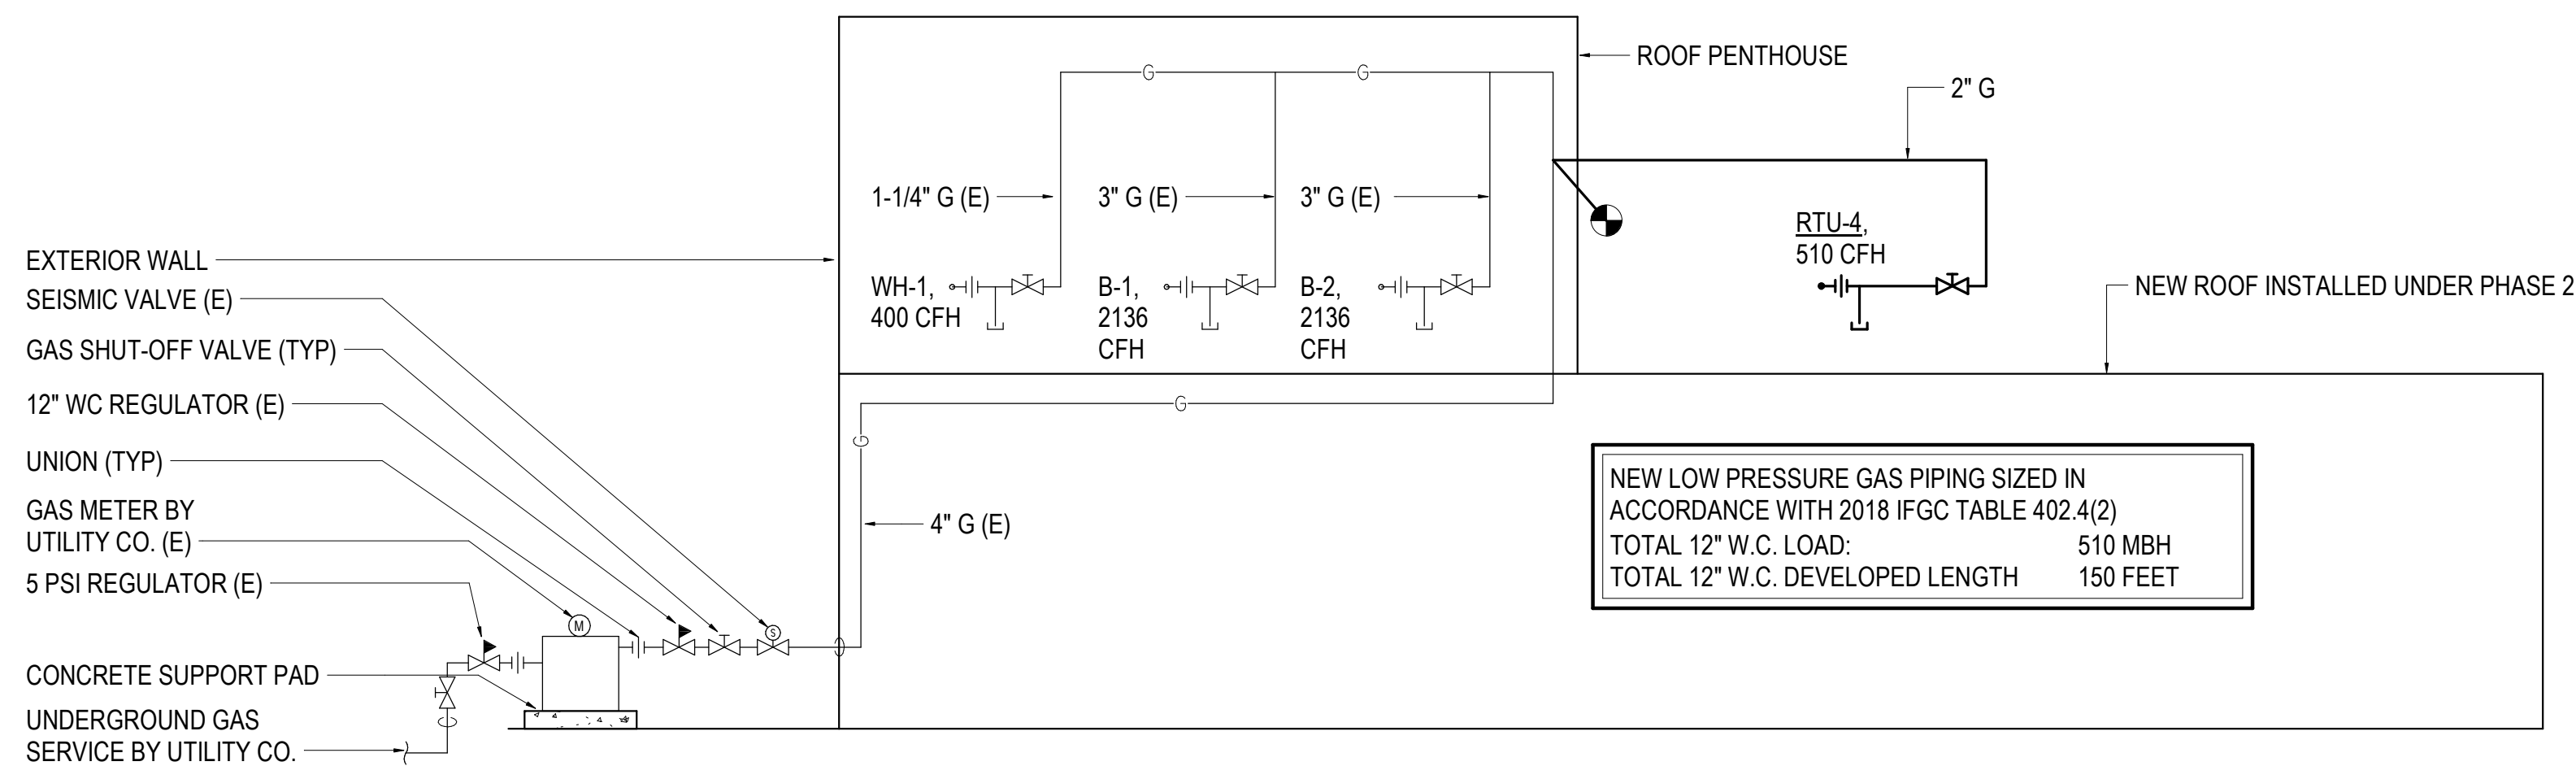 ROOF PENTHOUSE
2" G
1-1/4" G (E)
3" G (E)
3" G (E)
RTU-4,
510 CFH
EXTERIOR WALL
SEISMIC VALVE (E)
GAS SHUT-OFF VALVE (TYP)
12" WC REGULATOR (E)
UNION (TYP)
GAS METER BY
UTILITY CO. (E)
5 PSI REGULATOR (E)
CONCRETE SUPPORT PAD
UNDERGROUND GAS
SERVICE BY UTILITY CO.
WH-1,
400 CFH
B-1,
2136
CFH
B-2,
2136
CFH
NEW ROOF INSTALLED UNDER PHASE 2
G
G
G
G
4" G (E)
M
S
NEW LOW PRESSURE GAS PIPING SIZED IN
ACCORDANCE WITH 2018 IFGC TABLE 402.4(2)
TOTAL 12" W.C. LOAD: 510 MBH
TOTAL 12" W.C. DEVELOPED LENGTH 150 FEET